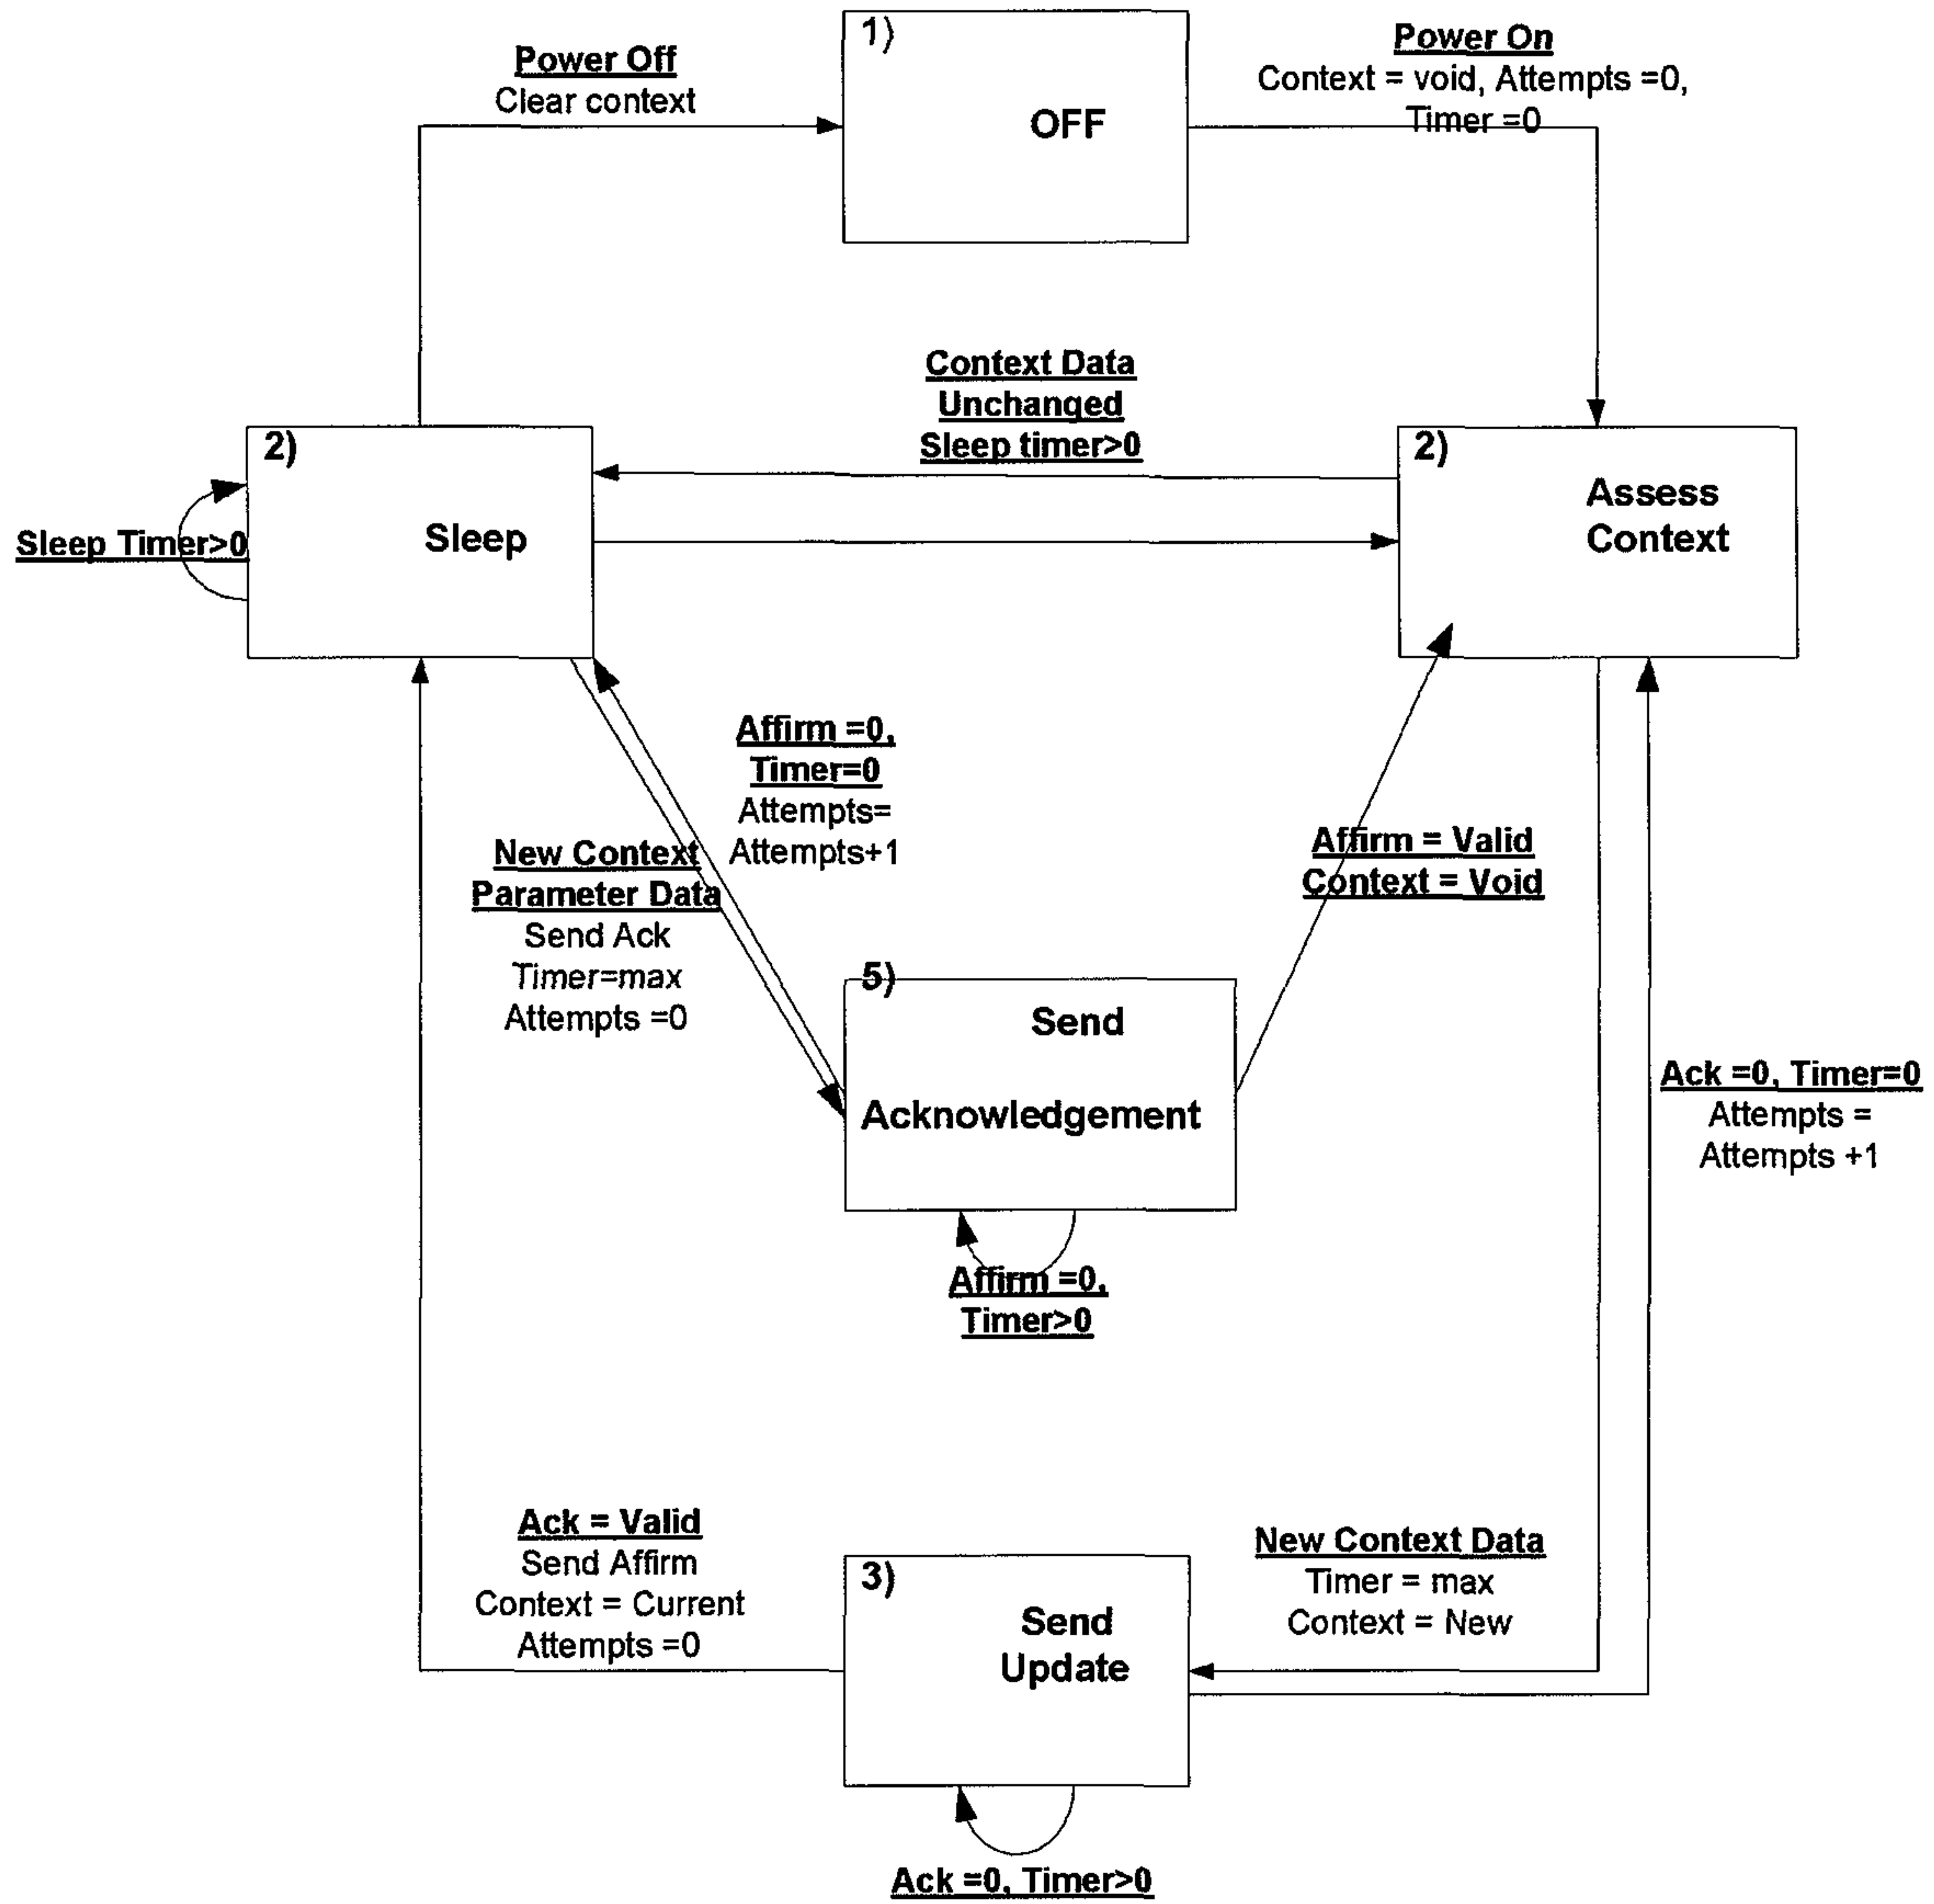 1)
OFF
Power Off
Clear context
Power On
Context = void, Attempts =0,
Timer =0
Context Data
Unchanged
Sleep timer>0
2)
Sleep
Sleep Timer>0
2)
Assess
Context
Affirm =0,
Timer=0
Attempts=
Attempts+1
New Context
Parameter Data
Send Ack
Timer=max
Attempts =0
Affirm = Valid
Context = Void
5)
Send
Acknowledgement
Affirm =0,
Timer>0
Ack =0, Timer=0
Attempts =
Attempts +1
Ack = Valid
Send Affirm
Context = Current
Attempts =0
New Context Data
Timer = max
Context = New
3)
Send
Update
Ack =0, Timer>0